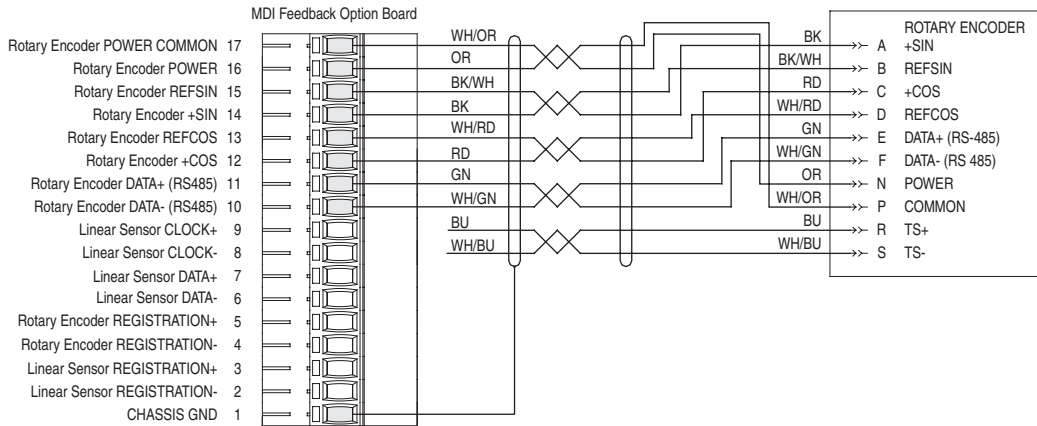 MDI Feedback Option Board
Rotary Encoder POWER COMMON 17
Rotary Encoder POWER 16
Rotary Encoder REFSIN 15
Rotary Encoder +SIN 14
Rotary Encoder REFCOS 13
Rotary Encoder +COS 12
Rotary Encoder DATA+ (RS485) 11
Rotary Encoder DATA- (RS485) 10
Linear Sensor CLOCK+ 9
Linear Sensor CLOCK- 8
Linear Sensor DATA+ 7
Linear Sensor DATA- 6
Rotary Encoder REGISTRATION+ 5
Rotary Encoder REGISTRATION- 4
Linear Sensor REGISTRATION+ 3
Linear Sensor REGISTRATION- 2
CHASSIS GND 1
WH/OR
OR
BK/WH
BK
WH/RD
RD
GN
WH/GN
BU
WH/BU
BK
BK/WH
RD
WH/RD
GN
WH/GN
OR
WH/OR
BU
WH/BU
ROTARY ENCODER
A +SIN
B REFSIN
C +COS
D REFCOS
E DATA+ (RS-485)
F DATA- (RS 485)
N POWER
P COMMON
R TS+
S TS-